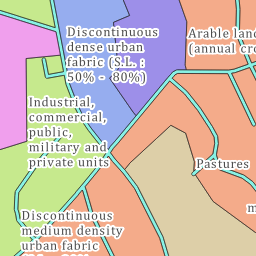 Discontinuous
dense urban
fabric (S.L. :
50% - 80%)
Arable land
(annual cro
Industrial,
commercial,
public,
military and
private units
Pastures
m
Discontinuous
medium density
urban fabric